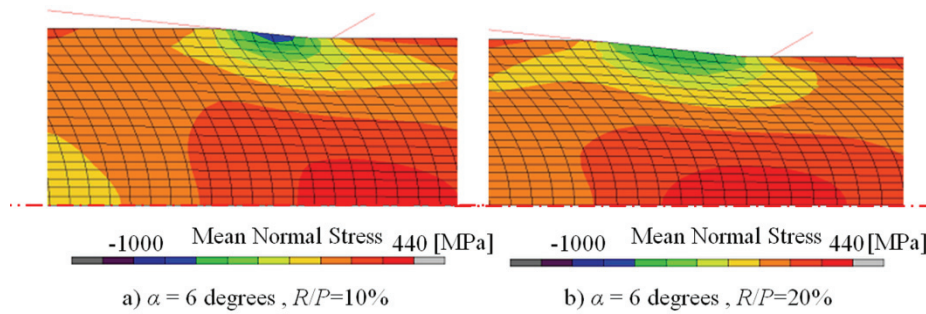 -1000 Mean Normal Stress 440 [MPa]
a) α = 6 degrees , R/P=10%
-1000 Mean Normal Stress 440 [MPa]
b) α = 6 degrees , R/P=20%